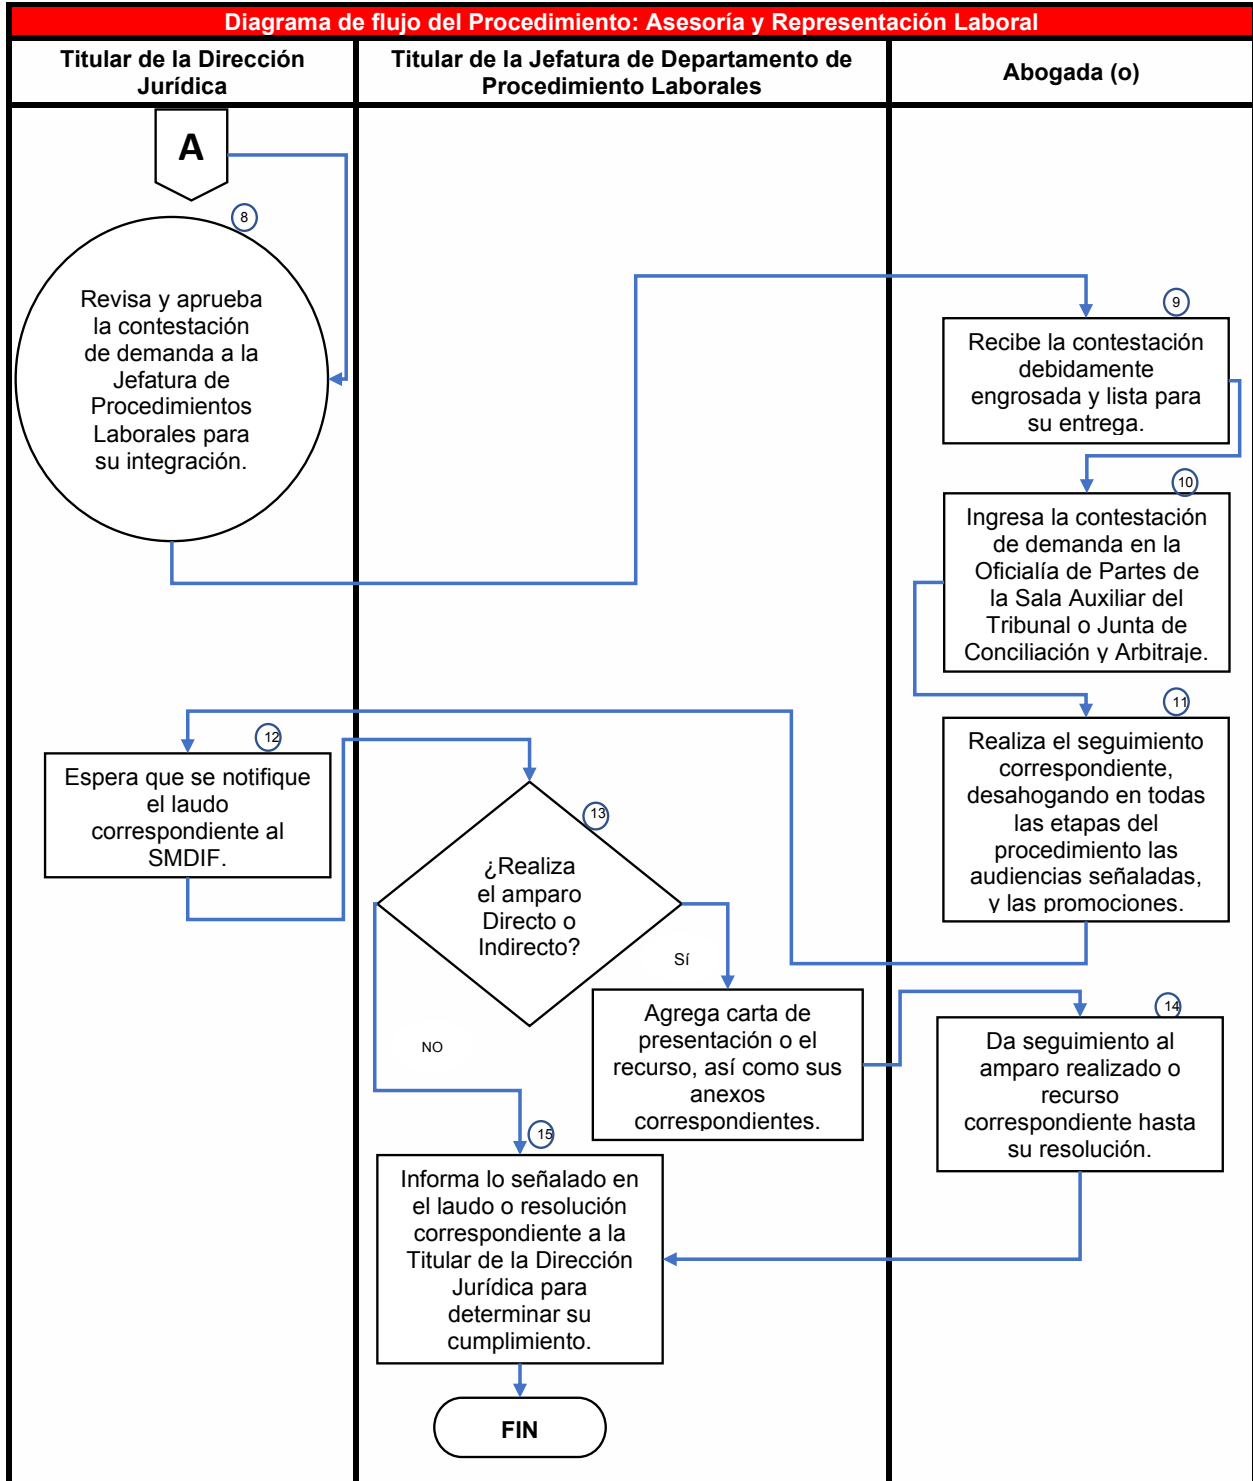 Diagrama de flujo del Procedimiento: Asesoría y Representación Laboral
Titular de la Dirección
Jurídica
Titular de la Jefatura de Departamento de
Procedimiento Laborales
Abogada (o)
A
8
Revisa y aprueba
la contestación
de demanda a la
Jefatura de
Procedimientos
Laborales para
su integración.
9
Recibe la contestación
debidamente
engrosada y lista para
su entrega.
10
Ingresa la contestación
de demanda en la
Oficialía de Partes de
la Sala Auxiliar del
Tribunal o Junta de
Conciliación y Arbitraje.
11
Realiza el seguimiento
correspondiente,
desahogando en todas
las etapas del
procedimiento las
audiencias señaladas,
y las promociones.
12
Espera que se notifique
el laudo
correspondiente al
SMDIF.
13
¿Realiza
el amparo
Directo o
Indirecto?
Sí
NO
Agrega carta de
presentación o el
recurso, así como sus
anexos
correspondientes.
14
Da seguimiento al
amparo realizado o
recurso
correspondiente hasta
su resolución.
15
Informa lo señalado en
el laudo o resolución
correspondiente a la
Titular de la Dirección
Jurídica para
determinar su
cumplimiento.
FIN